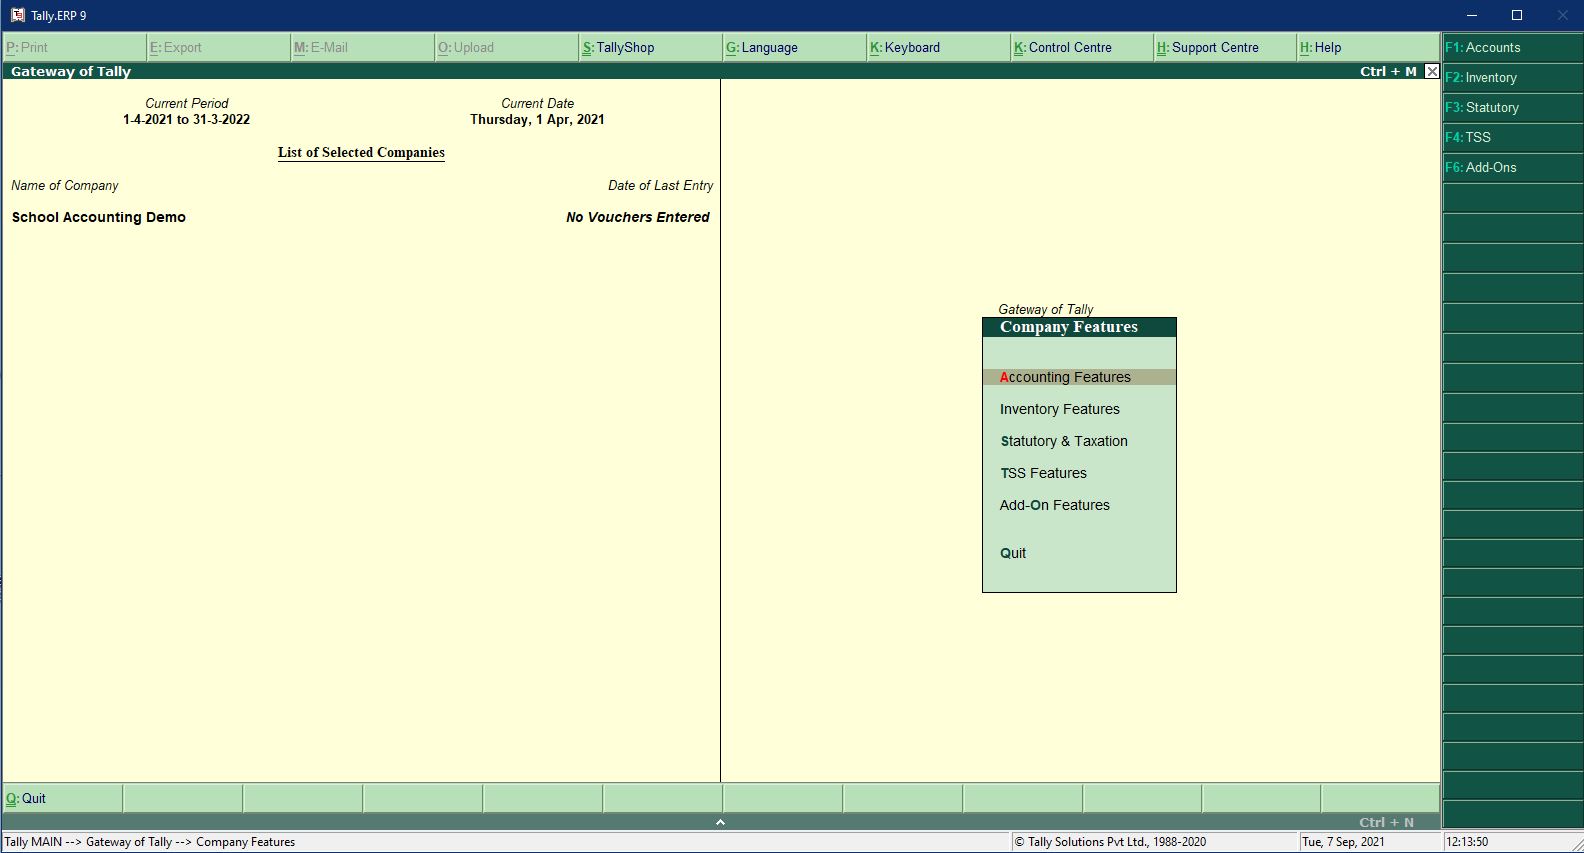 Tally.ERP 9
P: Print E: Export M: E-Mail O: Upload S: TallyShop G: Language K: Keyboard K: Control Centre H: Support Centre H: Help
F1: Accounts
F2: Inventory
F3: Statutory
F4: TSS
F6: Add-Ons
Gateway of Tally Ctrl + M
Current Period Current Date
1-4-2021 to 31-3-2022 Thursday, 1 Apr, 2021
List of Selected Companies
Name of Company Date of Last Entry
School Accounting Demo No Vouchers Entered
Gateway of Tally
Company Features
Accounting Features
Inventory Features
Statutory & Taxation
TSS Features
Add-On Features
Quit
Q: Quit
Ctrl + N
Tally MAIN --> Gateway of Tally --> Company Features © Tally Solutions Pvt Ltd., 1988-2020 Tue, 7 Sep, 2021 12:13:50